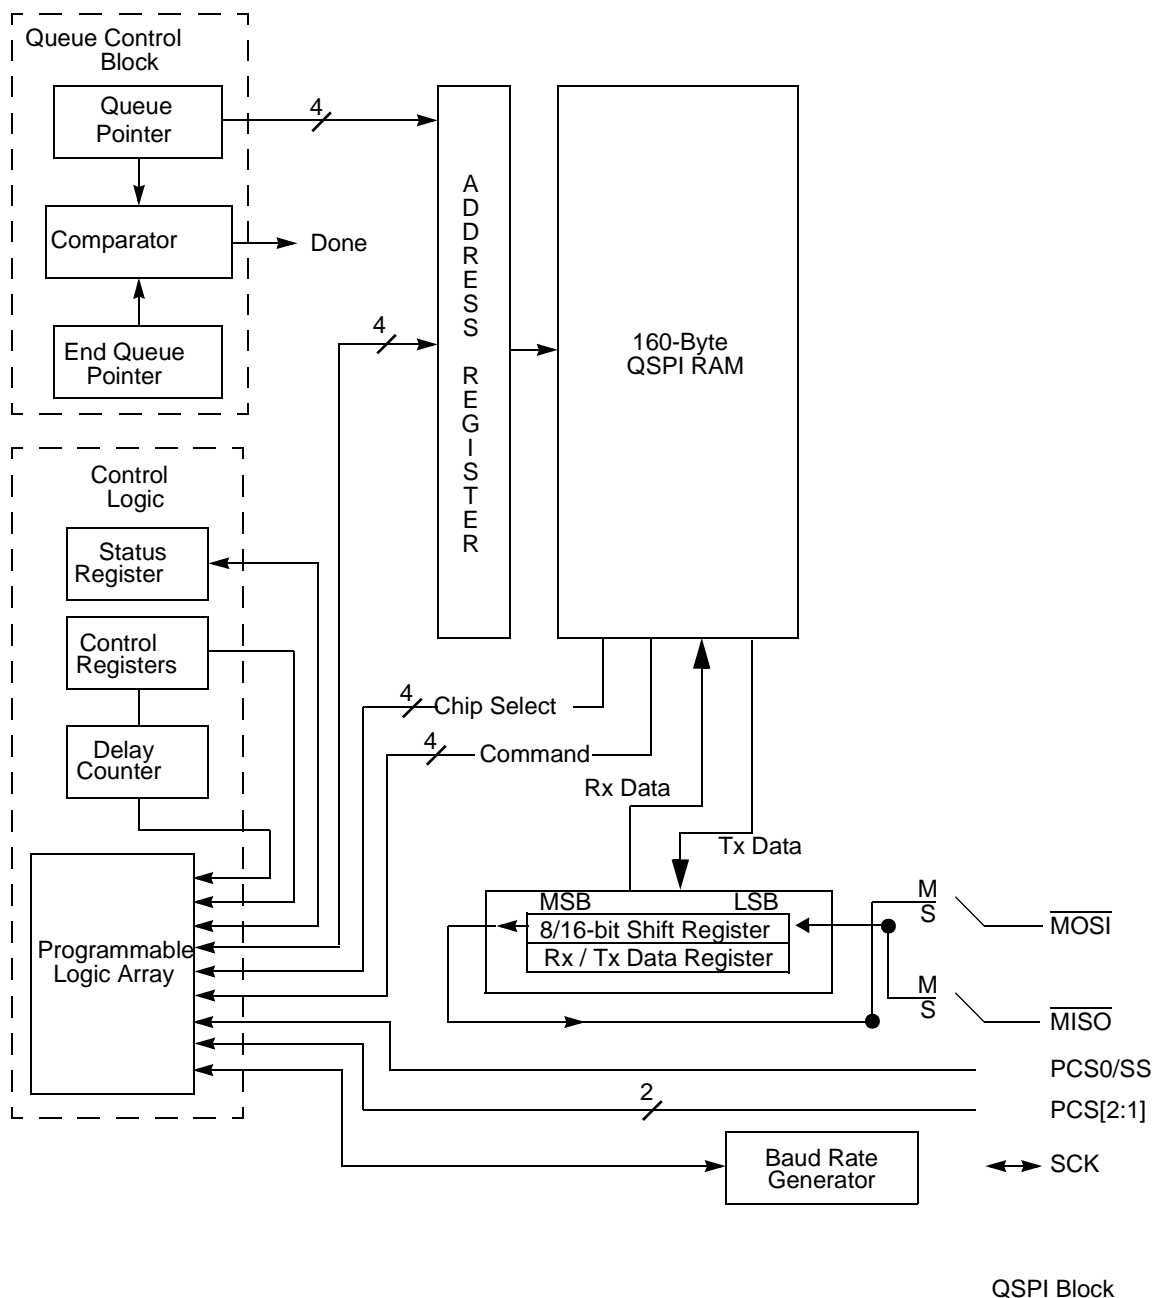 Queue Control
Block
Queue
Pointer
4
Comparator
Done
End Queue
Pointer
4
ADDRESS REGISTER
160-Byte
QSPI RAM
Control
Logic
Status
Register
Control
Registers
Delay
Counter
Programmable
Logic Array
4
Chip Select
4
Command
Rx Data
Tx Data
MSB
LSB
8/16-bit Shift Register
Rx / Tx Data Register
M
S
MOSI
M
S
MISO
PCS0/SS
2
PCS[2:1]
Baud Rate
Generator
SCK
QSPI Block